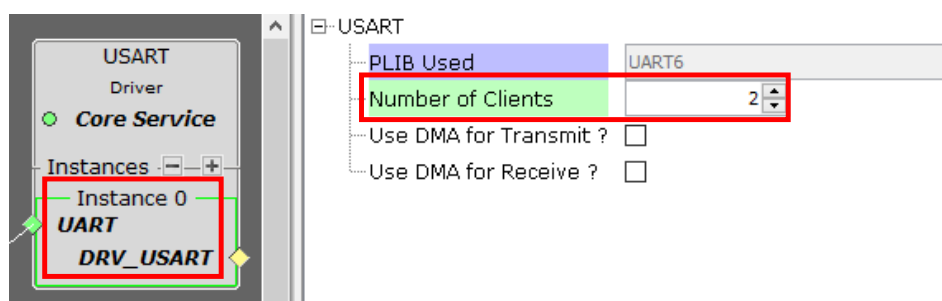 USART
Driver
Core Service
Instances
Instance 0
UART
DRV_USART
USART
PLIB Used UART6
Number of Clients 2
Use DMA for Transmit ?
Use DMA for Receive ?